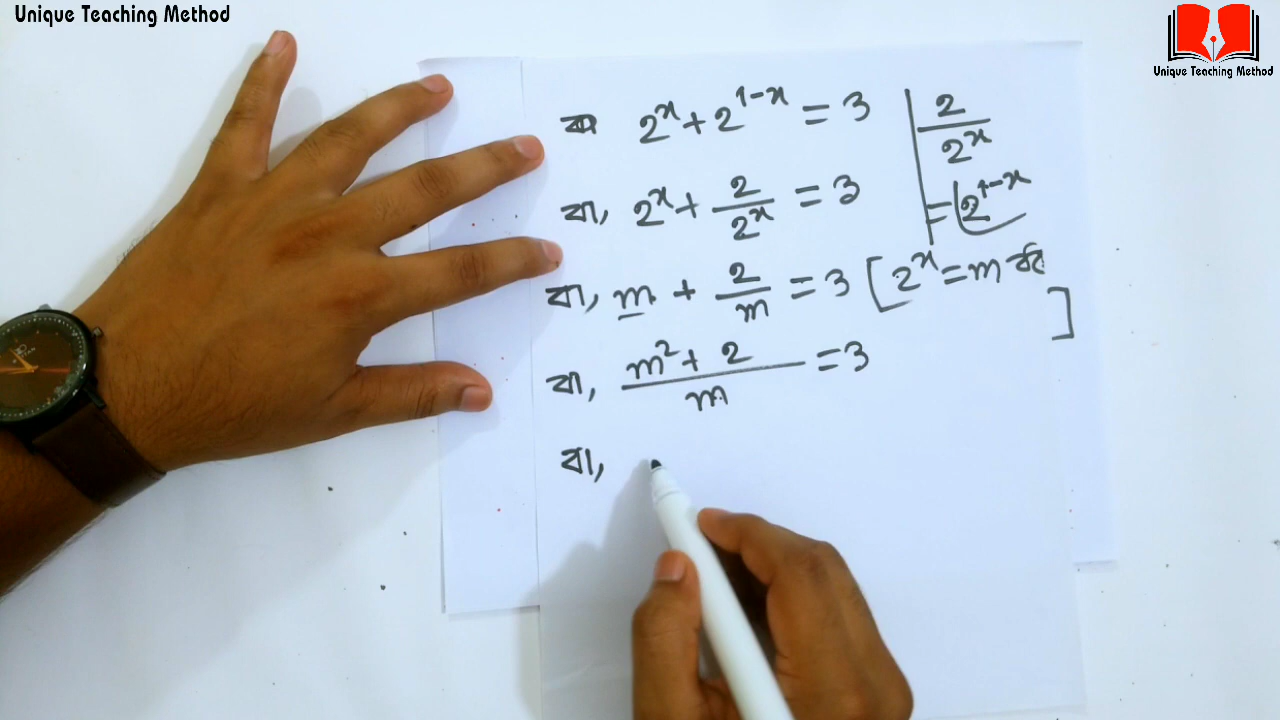 Unique Teaching Method
Unique Teaching Method
বা 2^x + 2^{1-x} = 3
বা, 2^x + 2/2^x = 3
বা, m + 2/m = 3 [2^x = m ধরি]
বা, (m^2 + 2)/m = 3
বা,
2/2^x
= 2^{1-x}